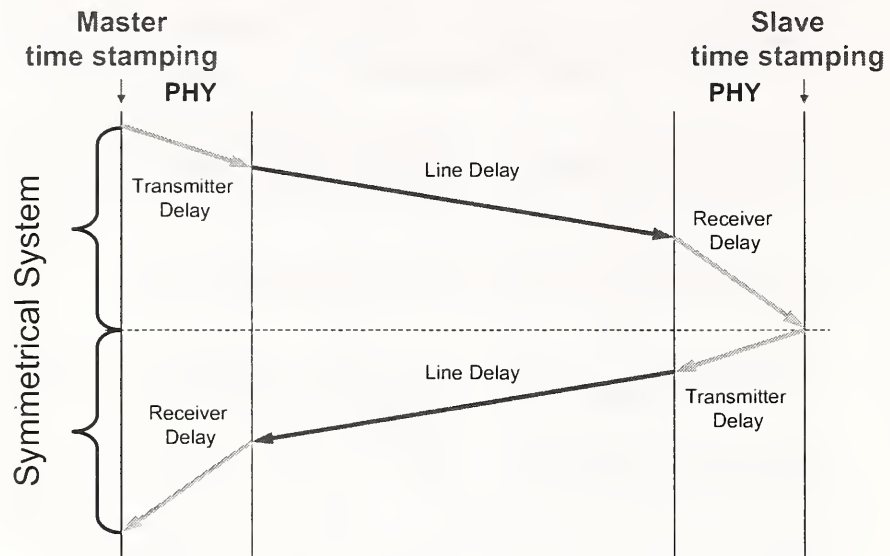 Master
time stamping
Slave
time stamping
PHY
PHY
Line Delay
Transmitter
Delay
Receiver
Delay
Symmetrical System
Line Delay
Receiver
Delay
Transmitter
Delay